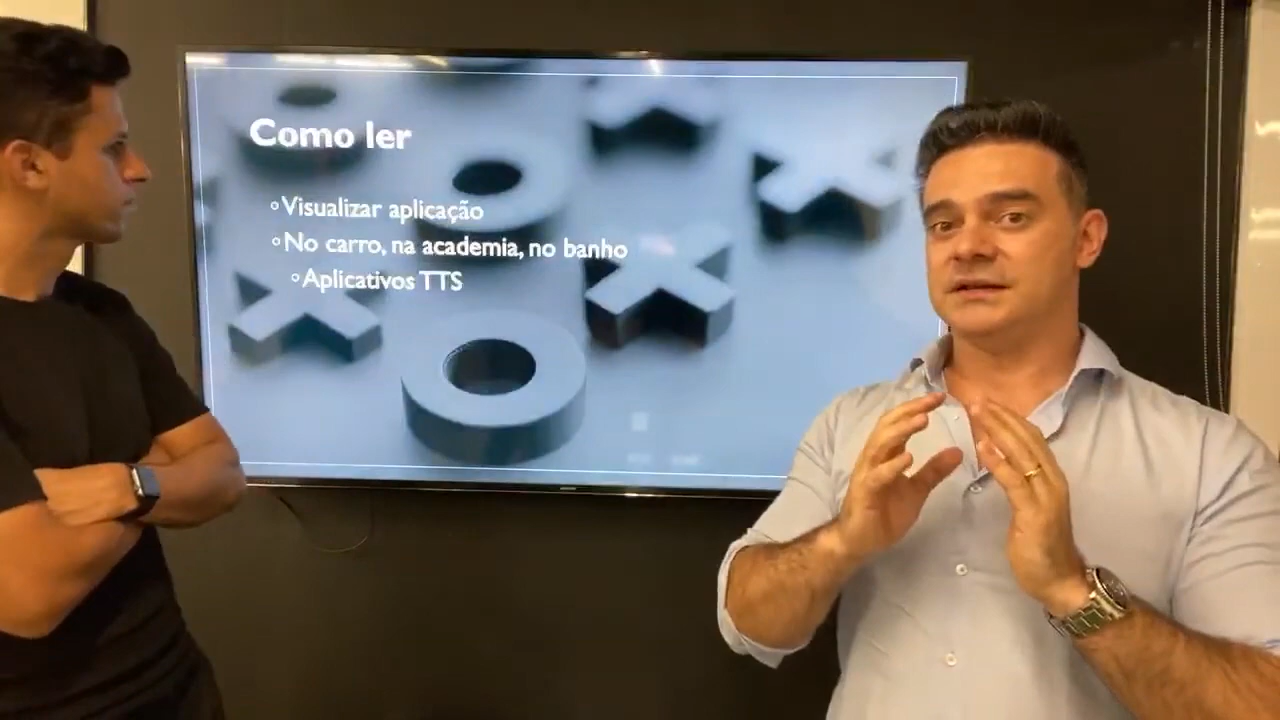 Como ler
Visualizar aplicação
No carro, na academia, no banho
Aplicativos TTS